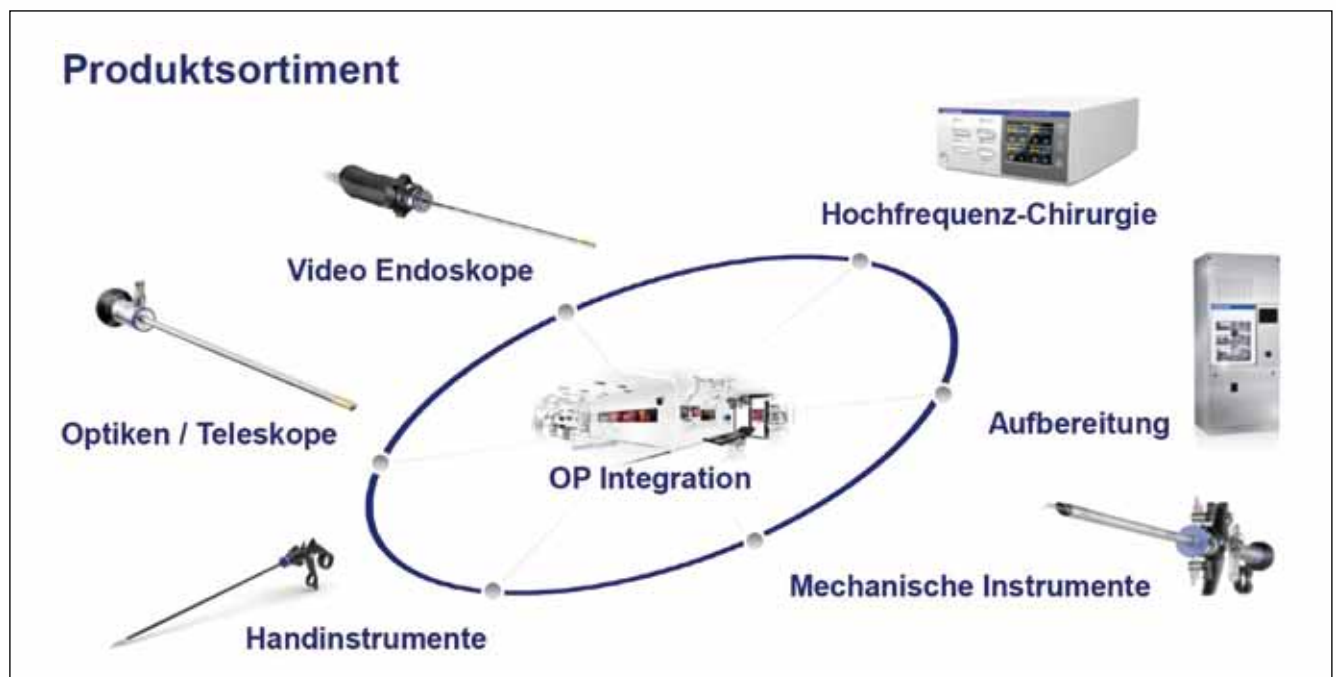 Produktsortiment
Hochfrequenz-Chirurgie
Video Endoskope
Optiken / Teleskope
Aufbereitung
OP Integration
Mechanische Instrumente
Handinstrumente